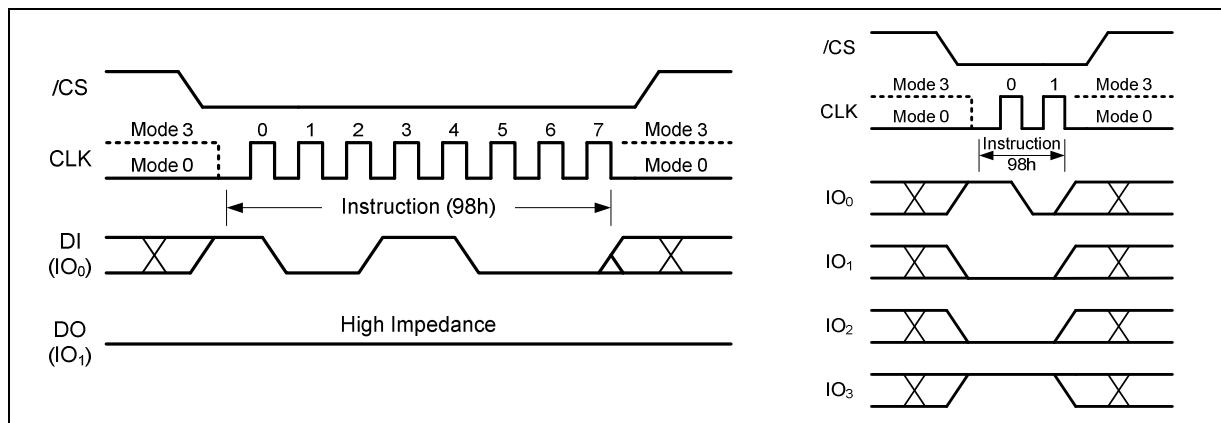 /CS
Mode 3
0 1 2 3 4 5 6 7
Mode 3
CLK
Mode 0
Mode 0
Instruction (98h)
DI
(IO₀)
High Impedance
DO
(IO₁)
/CS
Mode 3
0 1
Mode 3
CLK
Mode 0
Mode 0
Instruction
98h
IO₀
IO₁
IO₂
IO₃